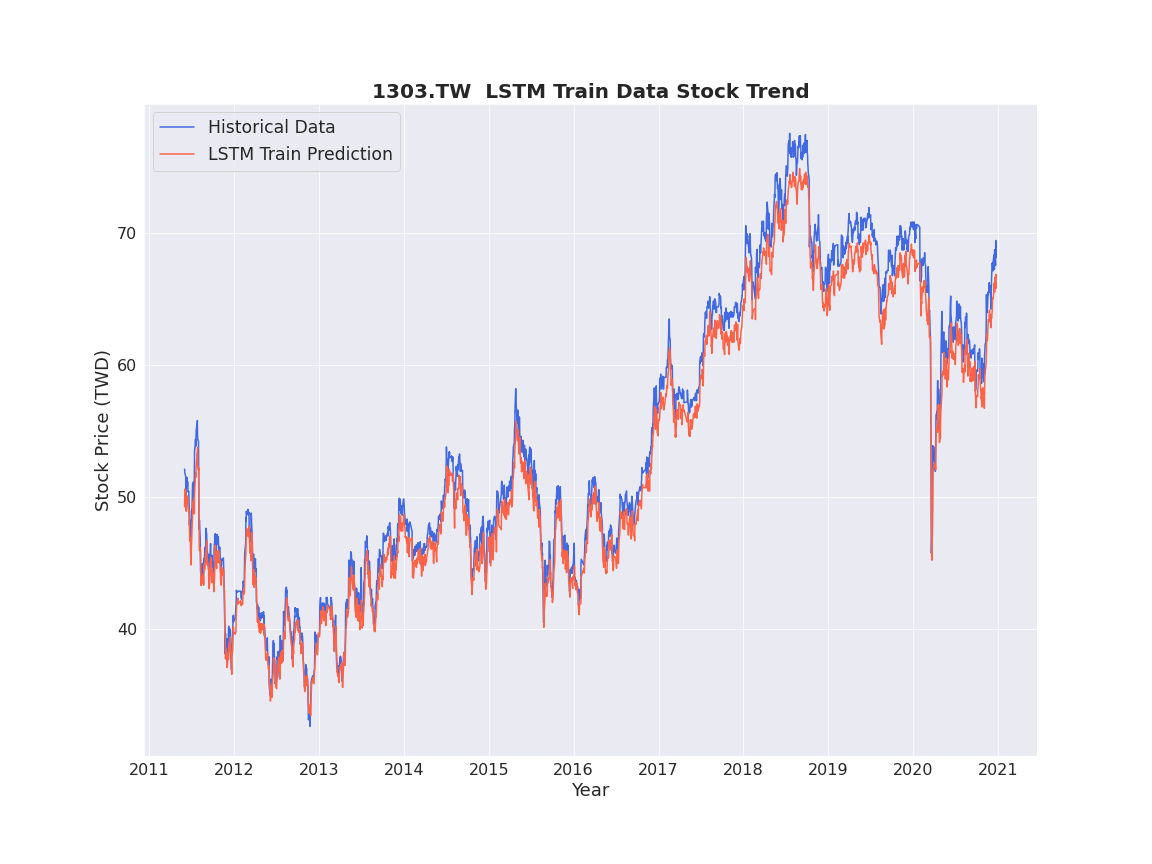 1303.TW  LSTM Train Data Stock Trend
Historical Data
LSTM Train Prediction
Stock Price (TWD)
70
60
50
40
2011 2012 2013 2014 2015 2016 2017 2018 2019 2020 2021
Year